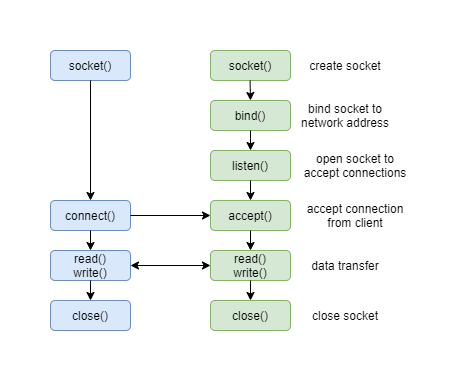 socket()
socket()
create socket
bind()
bind socket to
network address
listen()
open socket to
accept connections
connect()
accept()
accept connection
from client
read()
write()
read()
write()
data transfer
close()
close()
close socket